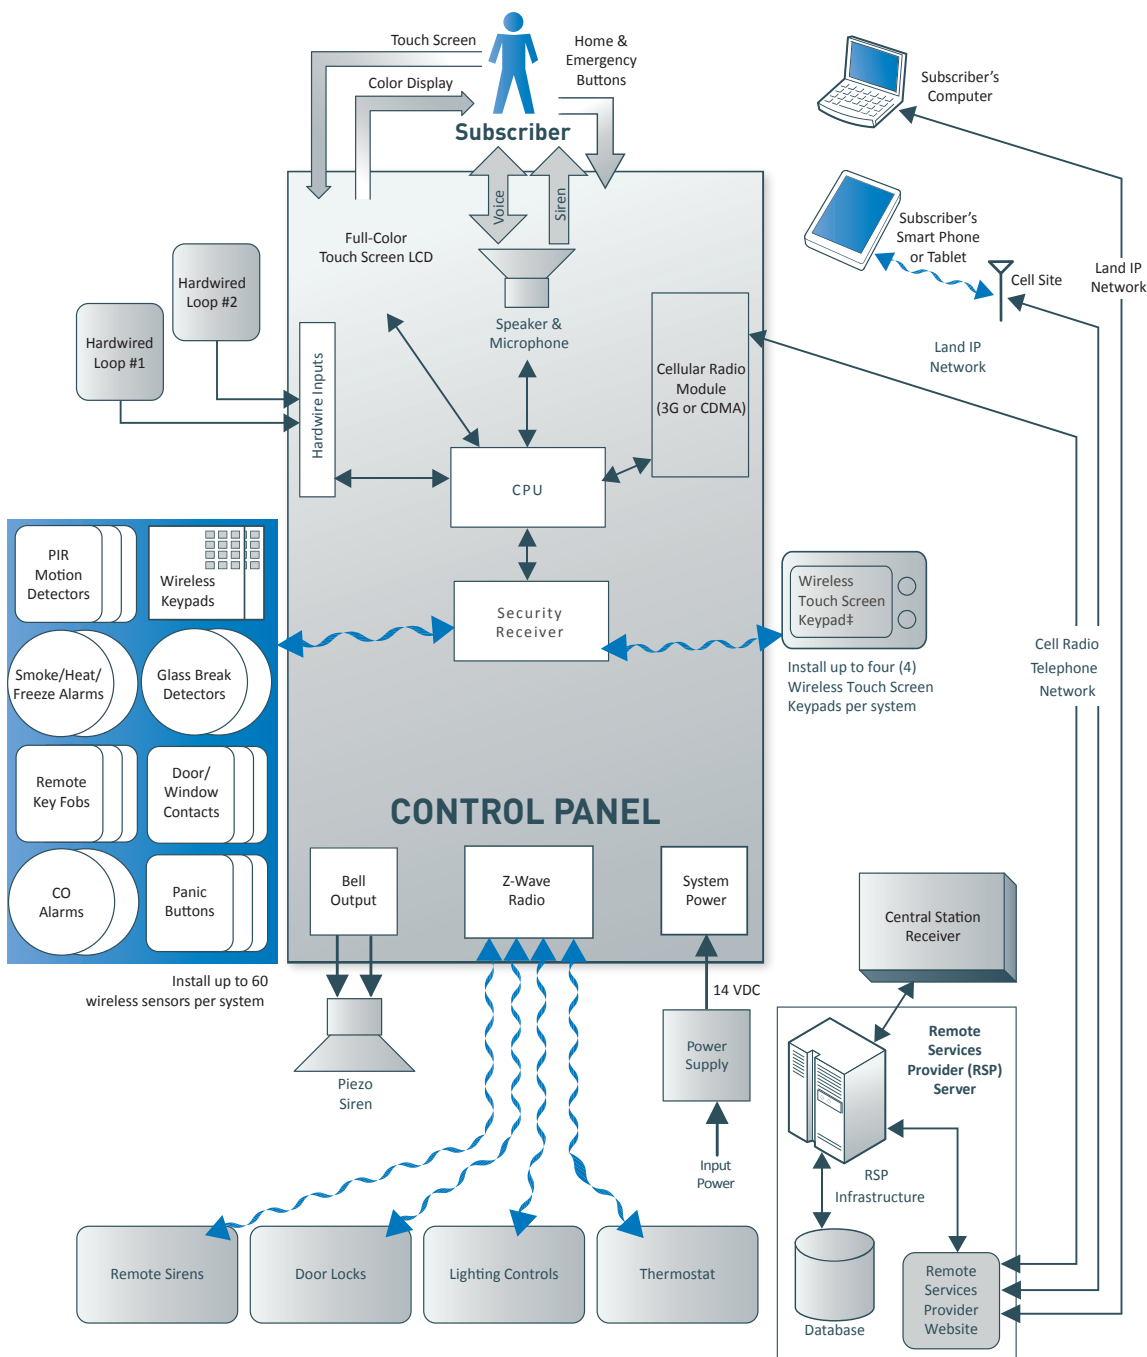 Touch Screen
Color Display
Home &
Emergency
Buttons
Subscriber
Subscriber's
Computer
Voice
Siren
Full-Color
Touch Screen LCD
Subscriber's
Smart Phone
or Tablet
Cell Site
Land IP
Network
Land IP
Network
Hardwired
Loop #2
Hardwired
Loop #1
Hardwire Inputs
Speaker &
Microphone
Cellular Radio
Module
(3G or CDMA)
CPU
PIR
Motion
Detectors
Wireless
Keypads
Smoke/Heat/
Freeze Alarms
Glass Break
Detectors
Remote
Key Fobs
Door/
Window
Contacts
CO
Alarms
Panic
Buttons
Install up to 60
wireless sensors per system
Security
Receiver
Wireless
Touch Screen
Keypad‡
Install up to four (4)
Wireless Touch Screen
Keypads per system
Cell Radio
Telephone
Network
CONTROL PANEL
Bell
Output
Z-Wave
Radio
System
Power
14 VDC
Piezo
Siren
Power
Supply
Input
Power
Central Station
Receiver
Remote
Services
Provider (RSP)
Server
RSP
Infrastructure
Database
Remote
Services
Provider
Website
Remote Sirens
Door Locks
Lighting Controls
Thermostat